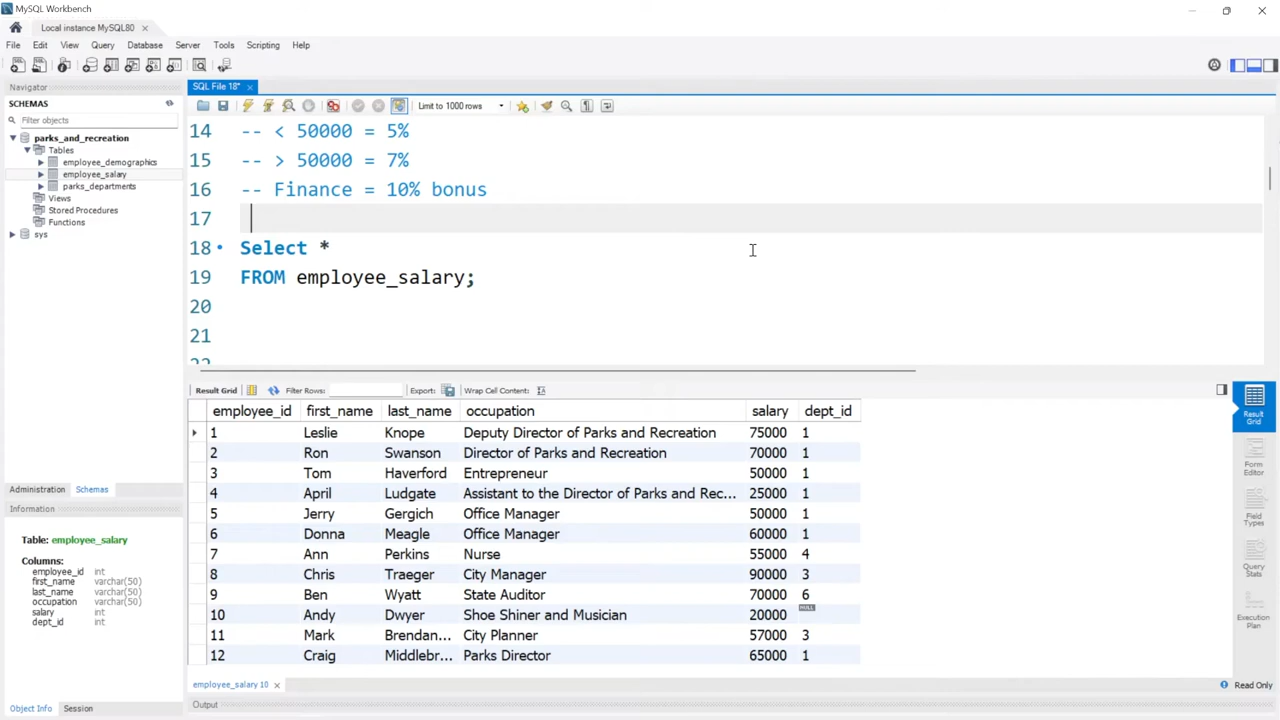 MySQL Workbench
Local instance MySQL80
File Edit View Query Database Server Tools Scripting Help
Navigator
SCHEMAS
Filter objects
parks_and_recreation
Tables
employee_demographics
employee_salary
parks_departments
Views
Stored Procedures
Functions
sys
Administration Schemas
Information
Table: employee_salary
Columns:
employee_id int
first_name varchar(50)
last_name varchar(50)
occupation varchar(50)
salary int
dept_id int
Object Info Session
SQL File 18*
Limit to 1000 rows
14 -- < 50000 = 5%
15 -- > 50000 = 7%
16 -- Finance = 10% bonus
17
18 Select *
19 FROM employee_salary;
20
21
22
Result Grid Filter Rows: Export: Wrap Cell Content:
employee_id first_name last_name occupation salary dept_id
1 Leslie Knope Deputy Director of Parks and Recreation 75000 1
2 Ron Swanson Director of Parks and Recreation 70000 1
3 Tom Haverford Entrepreneur 50000 1
4 April Ludgate Assistant to the Director of Parks and Rec... 25000 1
5 Jerry Gergich Office Manager 50000 1
6 Donna Meagle Office Manager 60000 1
7 Ann Perkins Nurse 55000 4
8 Chris Traeger City Manager 90000 3
9 Ben Wyatt State Auditor 70000 6
10 Andy Dwyer Shoe Shiner and Musician 20000 NULL
11 Mark Brendan... City Planner 57000 3
12 Craig Middlebr... Parks Director 65000 1
Result Grid
Form Editor
Field Types
Query Stats
Execution Plan
employee_salary 10
Read Only
Output